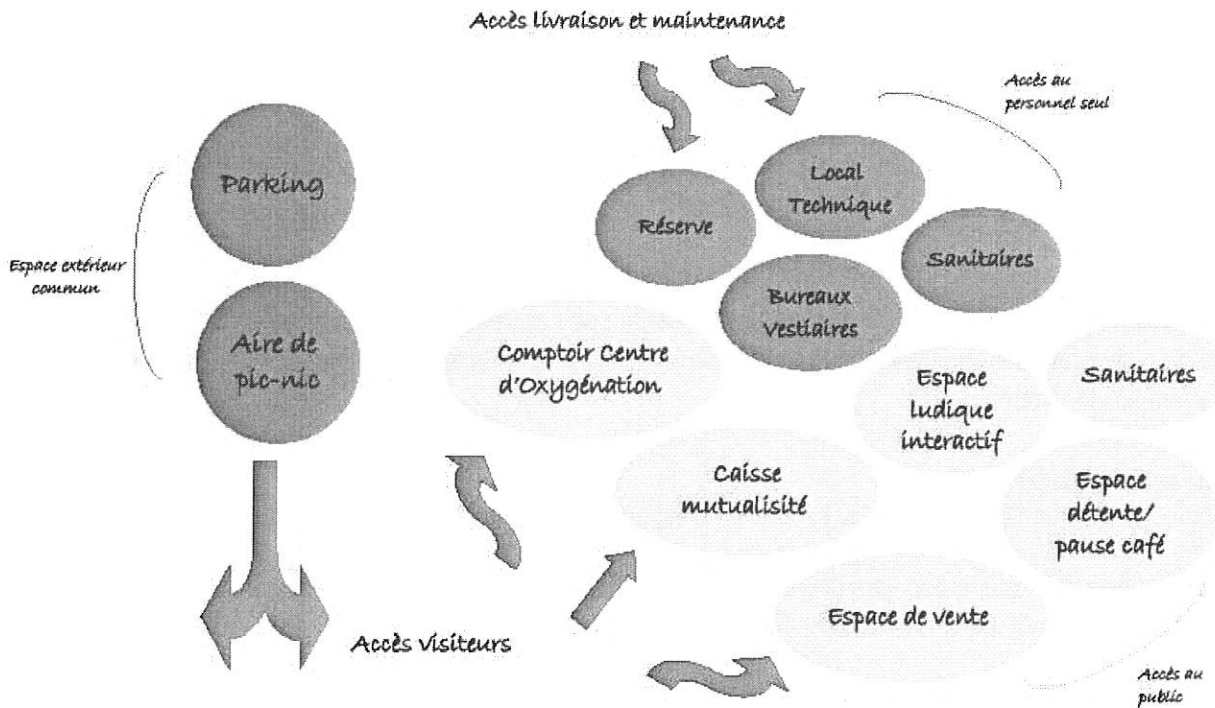 Accès livraison et maintenance
Accès au
personnel seul
Parking
Local
Technique
Réserve
Sanitaires
Espace extérieur
commun
Bureaux
Vestiaires
Aire de
pic-nic
Comptoir Centre
d'Oxygénation
Espace
ludique
interactif
Sanitaires
Caisse
mutualisité
Espace
détente/
pause café
Espace de vente
Accès visiteurs
Accès au
public